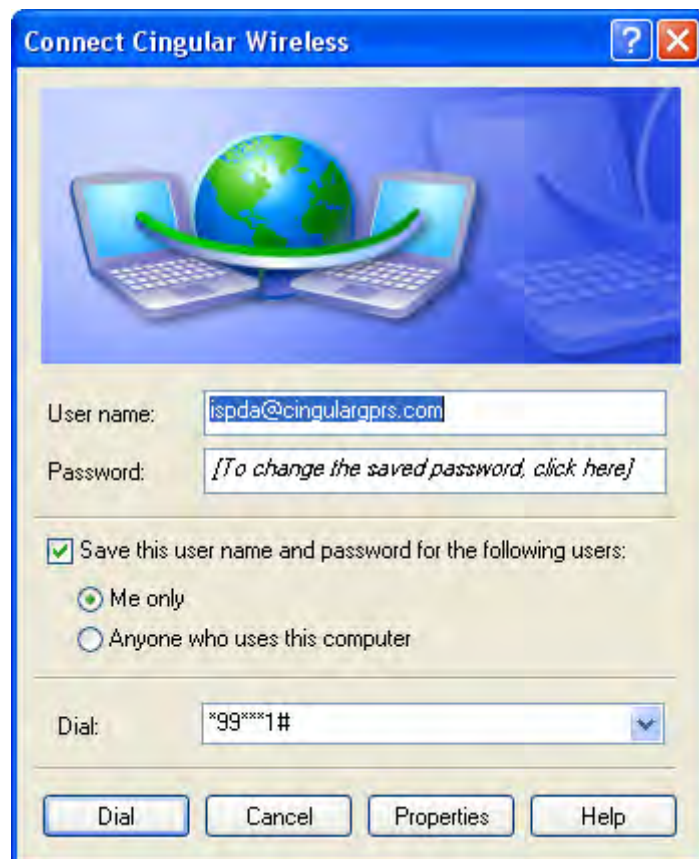 Connect Cingular Wireless
User name: ispda@cingulargprs.com
Password: [To change the saved password, click here]
Save this user name and password for the following users:
Me only
Anyone who uses this computer
Dial: *99***1#
Dial Cancel Properties Help